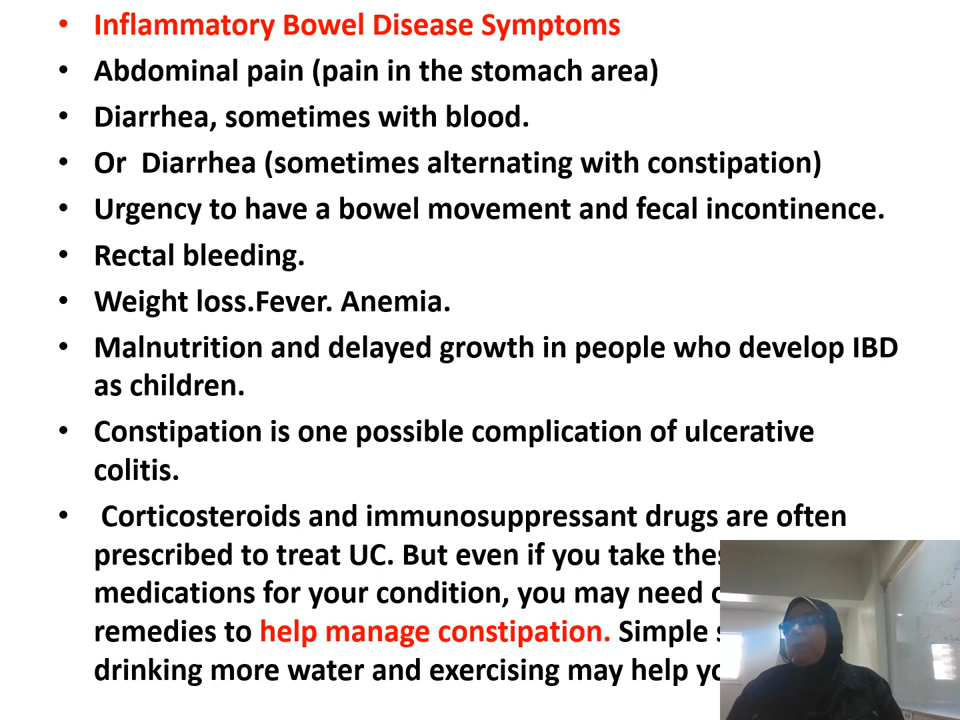 • Inflammatory Bowel Disease Symptoms
• Abdominal pain (pain in the stomach area)
• Diarrhea, sometimes with blood.
• Or  Diarrhea (sometimes alternating with constipation)
• Urgency to have a bowel movement and fecal incontinence.
• Rectal bleeding.
• Weight loss.Fever. Anemia.
• Malnutrition and delayed growth in people who develop IBD
as children.
• Constipation is one possible complication of ulcerative
colitis.
• Corticosteroids and immunosuppressant drugs are often
prescribed to treat UC. But even if you take
medications for your condition, you may need
remedies to help manage constipation. Simple
drinking more water and exercising may help